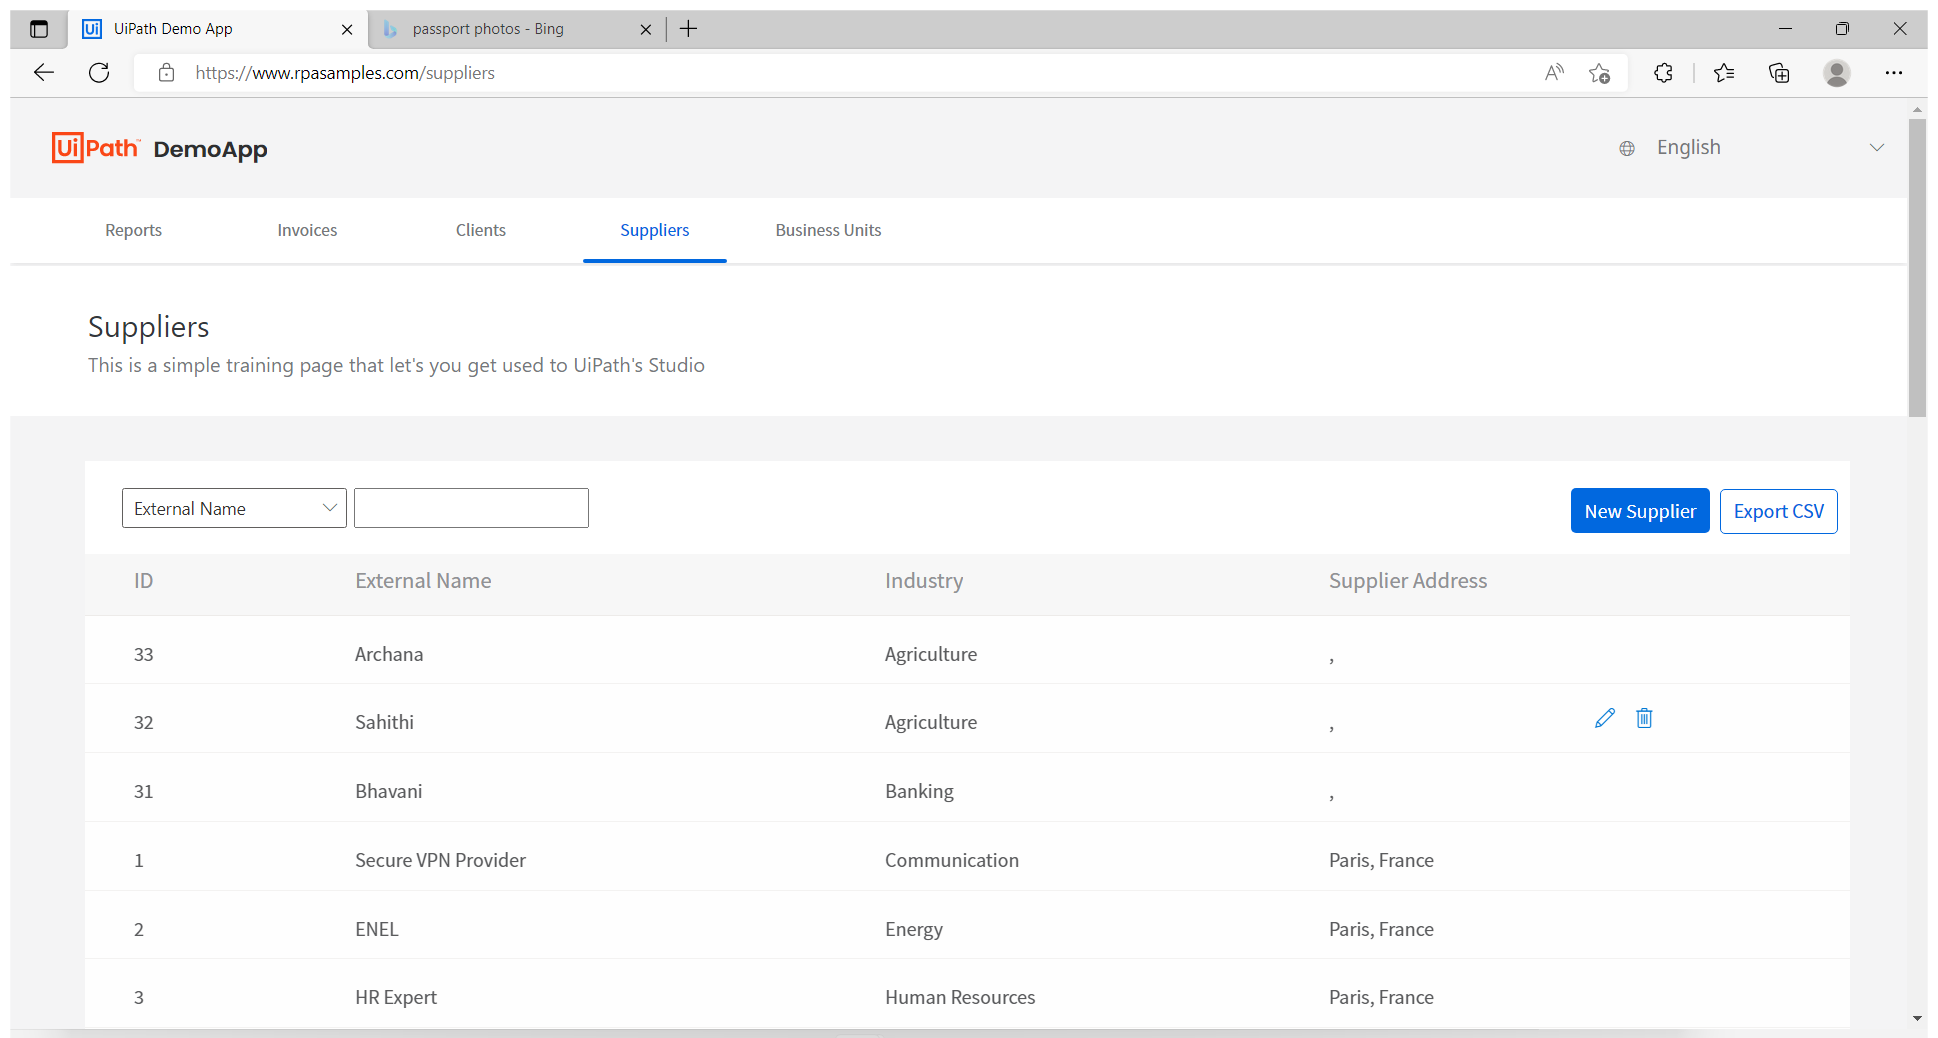 UiPath Demo App
passport photos - Bing
https://www.rpasamples.com/suppliers
UiPath™ DemoApp
English
Reports Invoices Clients Suppliers Business Units
Suppliers
This is a simple training page that let's you get used to UiPath's Studio
External Name
New Supplier Export CSV
ID External Name Industry Supplier Address
33 Archana Agriculture ,
32 Sahithi Agriculture ,
31 Bhavani Banking ,
1 Secure VPN Provider Communication Paris, France
2 ENEL Energy Paris, France
3 HR Expert Human Resources Paris, France